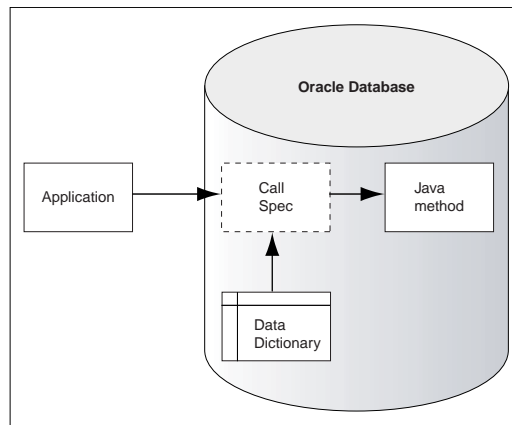 Oracle Database
Application
Call
Spec
Java
method
Data
Dictionary